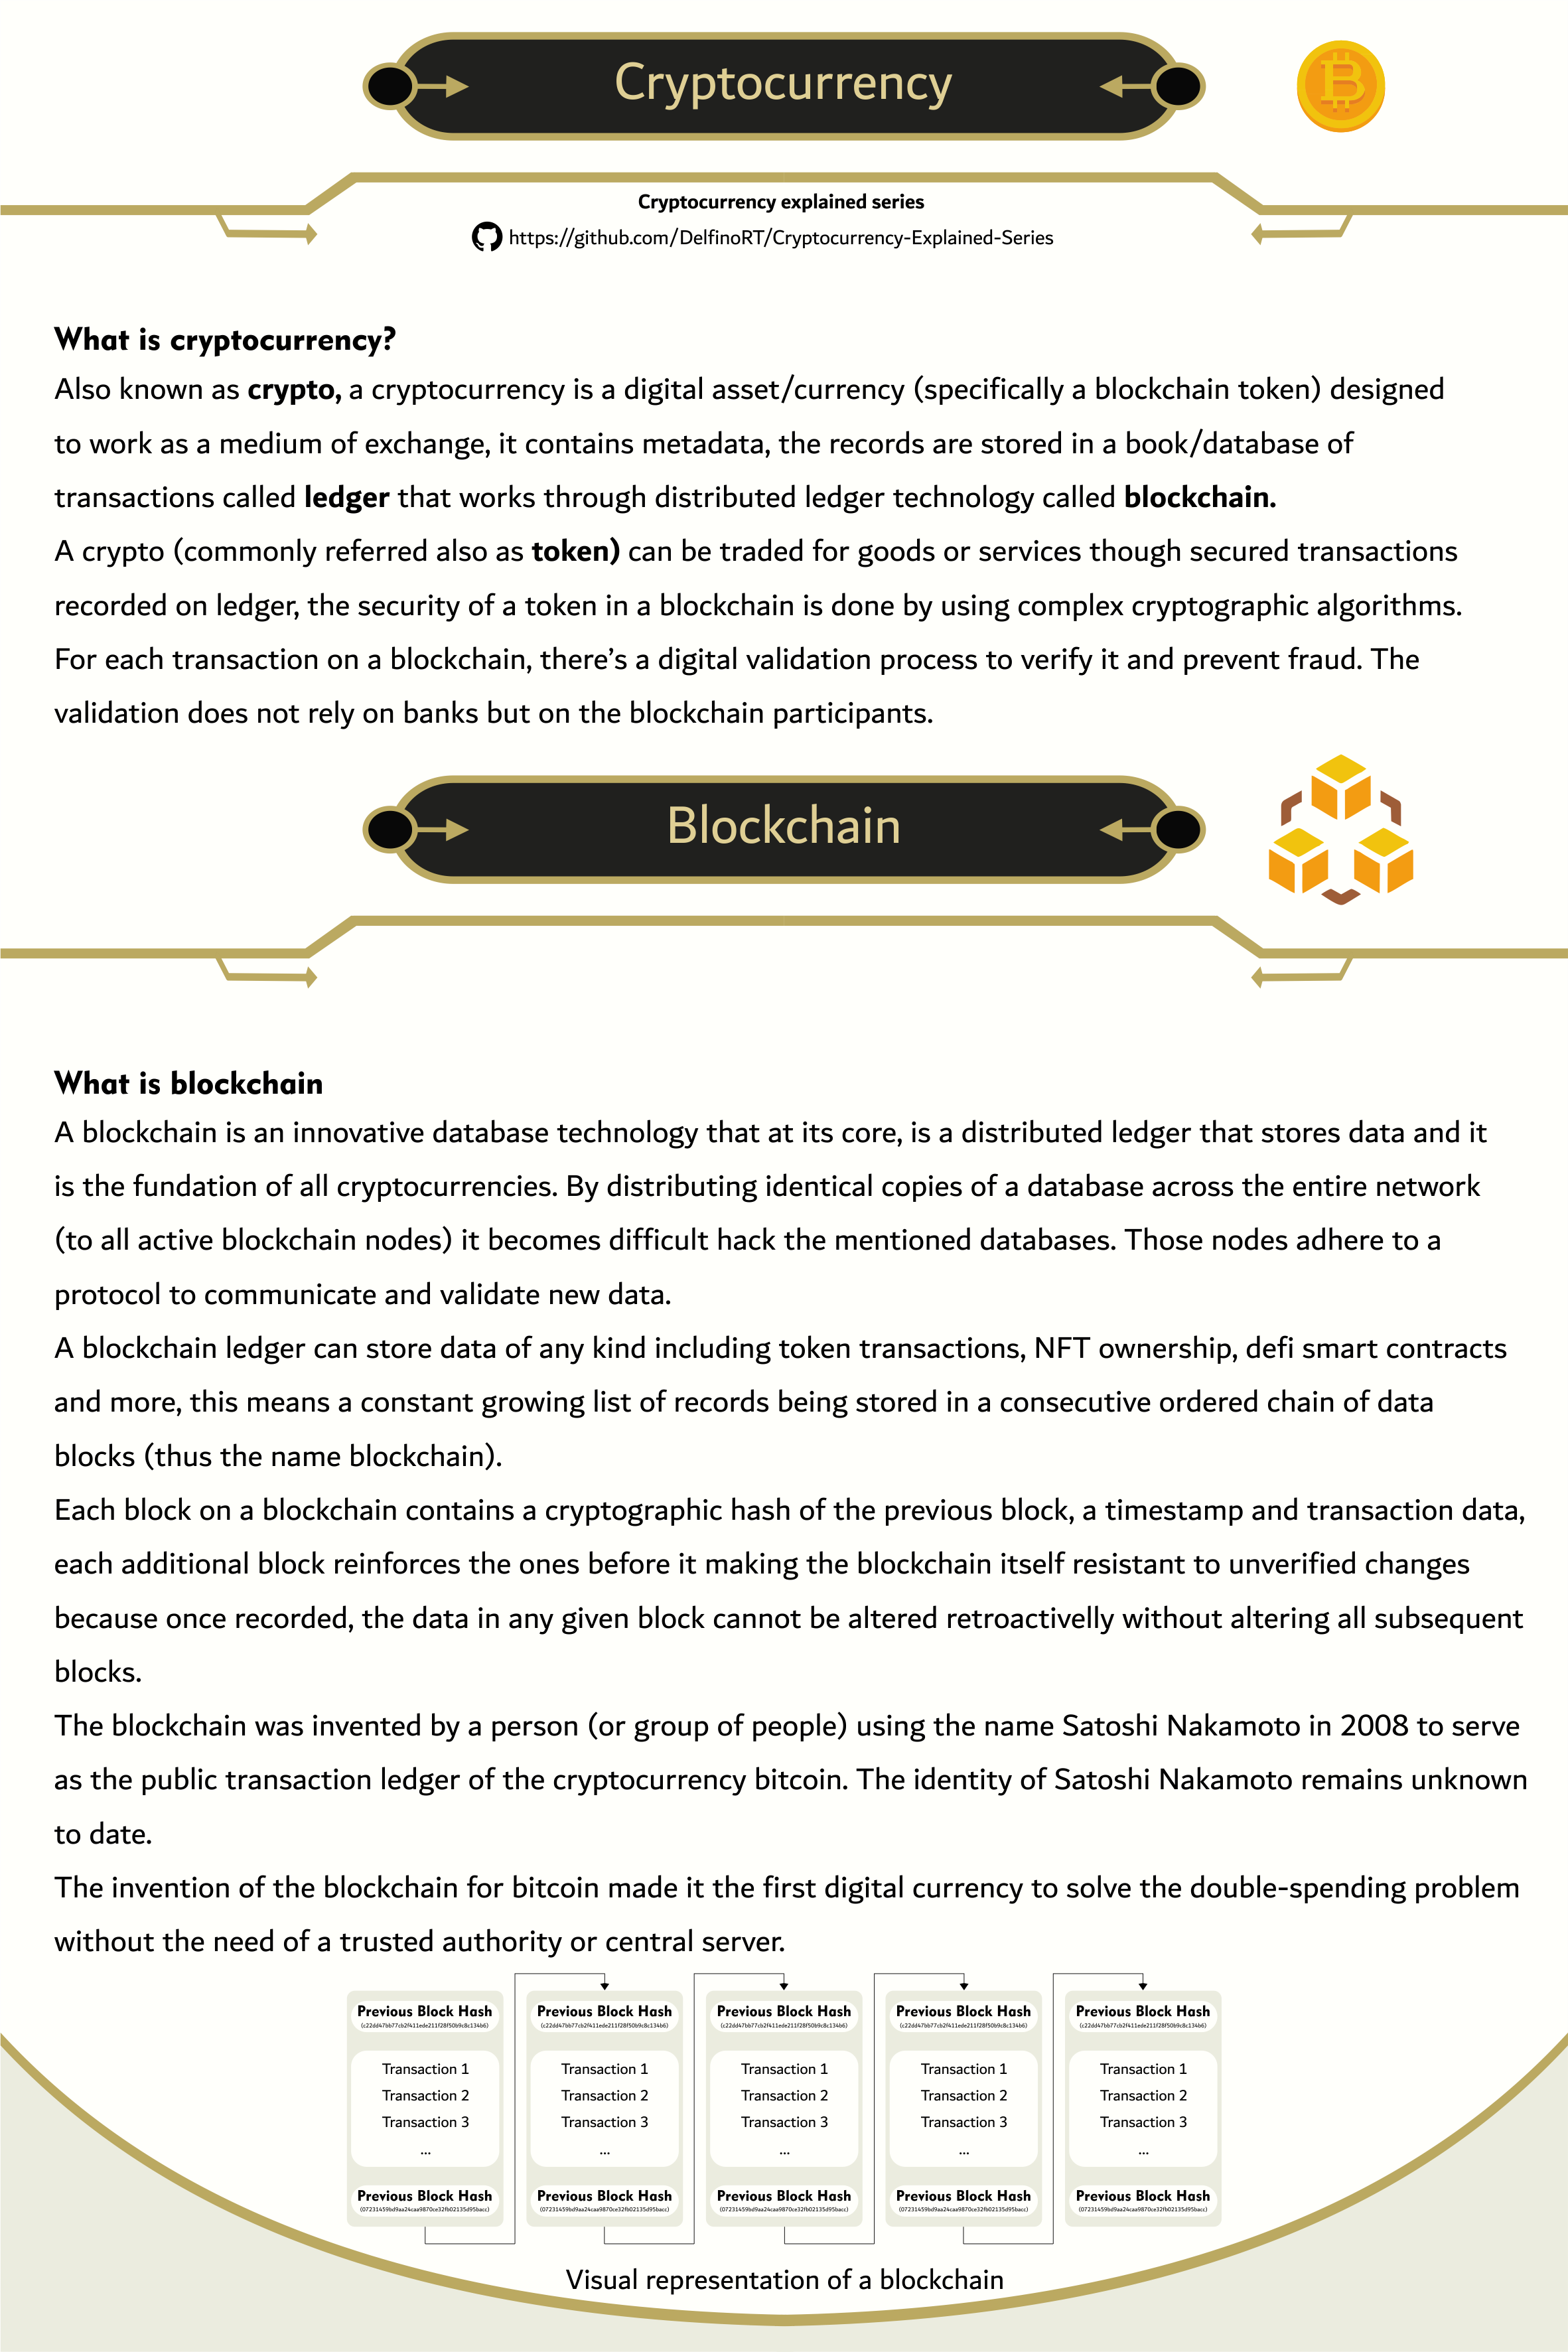 Cryptocurrency
Cryptocurrency explained series
https://github.com/DelfinoRT/Cryptocurrency-Explained-Series
What is cryptocurrency?
Also known as crypto, a cryptocurrency is a digital asset/currency (specifically a blockchain token) designed
to work as a medium of exchange, it contains metadata, the records are stored in a book/database of
transactions called ledger that works through distributed ledger technology called blockchain.
A crypto (commonly referred also as token) can be traded for goods or services though secured transactions
recorded on ledger, the security of a token in a blockchain is done by using complex cryptographic algorithms.
For each transaction on a blockchain, there’s a digital validation process to verify it and prevent fraud. The
validation does not rely on banks but on the blockchain participants.
Blockchain
What is blockchain
A blockchain is an innovative database technology that at its core, is a distributed ledger that stores data and it
is the fundation of all cryptocurrencies. By distributing identical copies of a database across the entire network
(to all active blockchain nodes) it becomes difficult hack the mentioned databases. Those nodes adhere to a
protocol to communicate and validate new data.
A blockchain ledger can store data of any kind including token transactions, NFT ownership, defi smart contracts
and more, this means a constant growing list of records being stored in a consecutive ordered chain of data
blocks (thus the name blockchain).
Each block on a blockchain contains a cryptographic hash of the previous block, a timestamp and transaction data,
each additional block reinforces the ones before it making the blockchain itself resistant to unverified changes
because once recorded, the data in any given block cannot be altered retroactivelly without altering all subsequent
blocks.
The blockchain was invented by a person (or group of people) using the name Satoshi Nakamoto in 2008 to serve
as the public transaction ledger of the cryptocurrency bitcoin. The identity of Satoshi Nakamoto remains unknown
to date.
The invention of the blockchain for bitcoin made it the first digital currency to solve the double-spending problem
without the need of a trusted authority or central server.
Previous Block Hash
(c22dd47bb77cb2f411ede211f28f50b9c8c134b6)
Transaction 1
Transaction 2
Transaction 3
...
Previous Block Hash
(07231459bd9aa24caa9870ce32fb02135d95bacc)
Previous Block Hash
(c22dd47bb77cb2f411ede211f28f50b9c8c134b6)
Transaction 1
Transaction 2
Transaction 3
...
Previous Block Hash
(07231459bd9aa24caa9870ce32fb02135d95bacc)
Previous Block Hash
(c22dd47bb77cb2f411ede211f28f50b9c8c134b6)
Transaction 1
Transaction 2
Transaction 3
...
Previous Block Hash
(07231459bd9aa24caa9870ce32fb02135d95bacc)
Previous Block Hash
(c22dd47bb77cb2f411ede211f28f50b9c8c134b6)
Transaction 1
Transaction 2
Transaction 3
...
Previous Block Hash
(07231459bd9aa24caa9870ce32fb02135d95bacc)
Previous Block Hash
(c22dd47bb77cb2f411ede211f28f50b9c8c134b6)
Transaction 1
Transaction 2
Transaction 3
...
Previous Block Hash
(07231459bd9aa24caa9870ce32fb02135d95bacc)
Visual representation of a blockchain